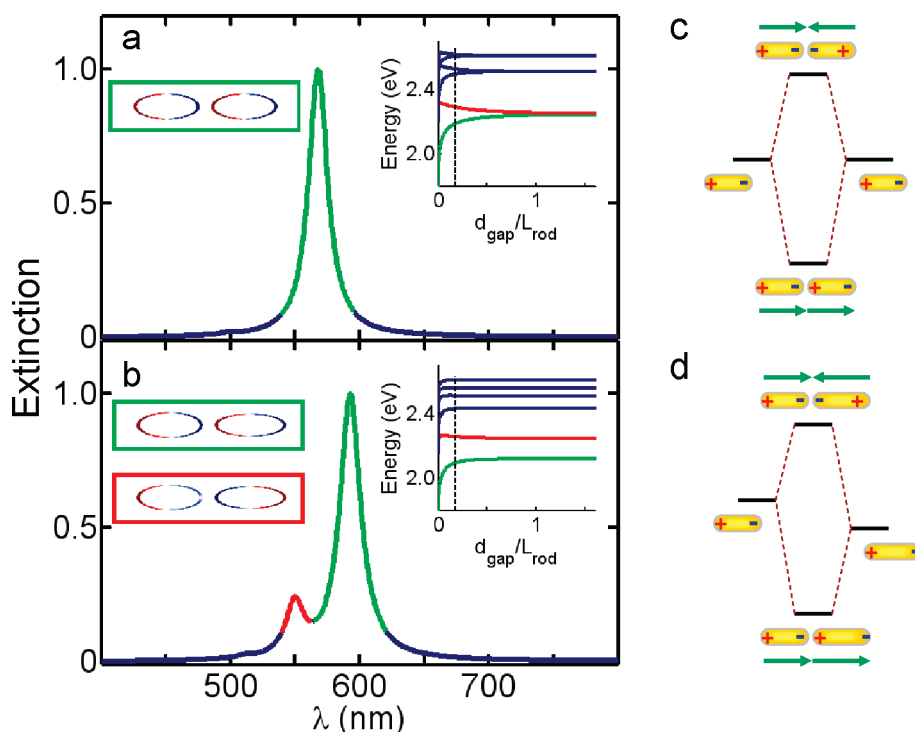 a
1.0
0.5
0
Extinction
Energy (eV)
2.4
2.0
0
1
d_gap/L_rod
b
1.0
0.5
0
Energy (eV)
2.4
2.0
0
1
d_gap/L_rod
500
600
700
λ (nm)
c
+ - - +
+ -
+ -
+ - + -
d
+ - - +
+ -
+ -
+ - + -